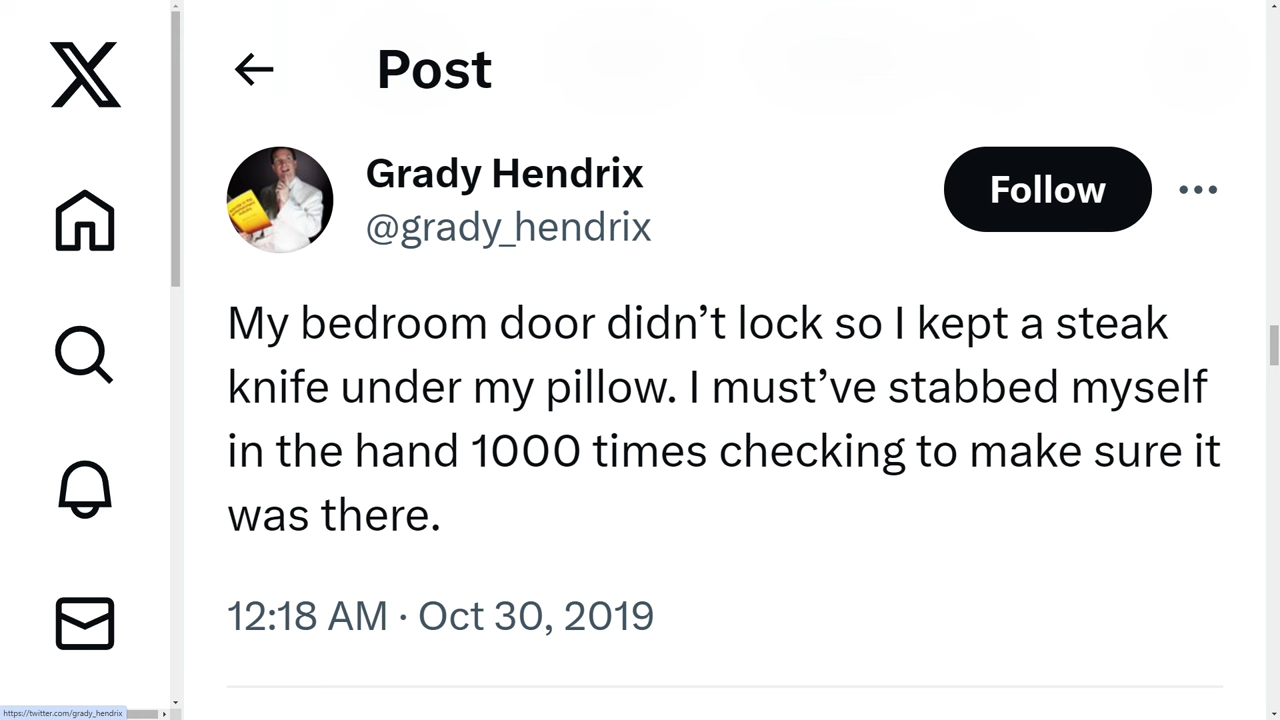 Post
Grady Hendrix
@grady_hendrix
Follow
My bedroom door didn’t lock so I kept a steak
knife under my pillow. I must’ve stabbed myself
in the hand 1000 times checking to make sure it
was there.
12:18 AM · Oct 30, 2019
https://twitter.com/grady_hendrix